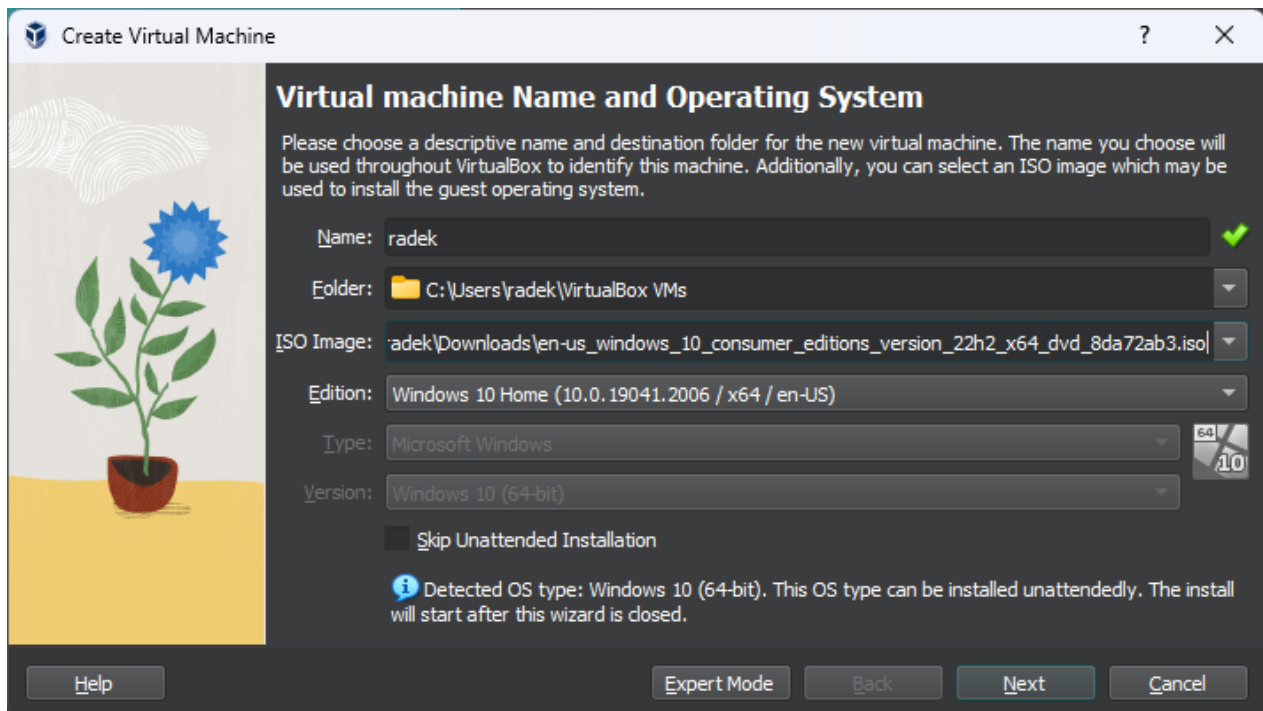 Create Virtual Machine
?
Virtual machine Name and Operating System
Please choose a descriptive name and destination folder for the new virtual machine. The name you choose will
be used throughout VirtualBox to identify this machine. Additionally, you can select an ISO image which may be
used to install the guest operating system.
Name: radek
Folder: C:\Users\radek\VirtualBox VMs
ISO Image: radek\Downloads\en-us_windows_10_consumer_editions_version_22h2_x64_dvd_8da72ab3.iso
Edition: Windows 10 Home (10.0.19041.2006 / x64 / en-US)
Type: Microsoft Windows
64
10
Version: Windows 10 (64-bit)
Skip Unattended Installation
Detected OS type: Windows 10 (64-bit). This OS type can be installed unattendedly. The install
will start after this wizard is closed.
Help
Expert Mode
Back
Next
Cancel